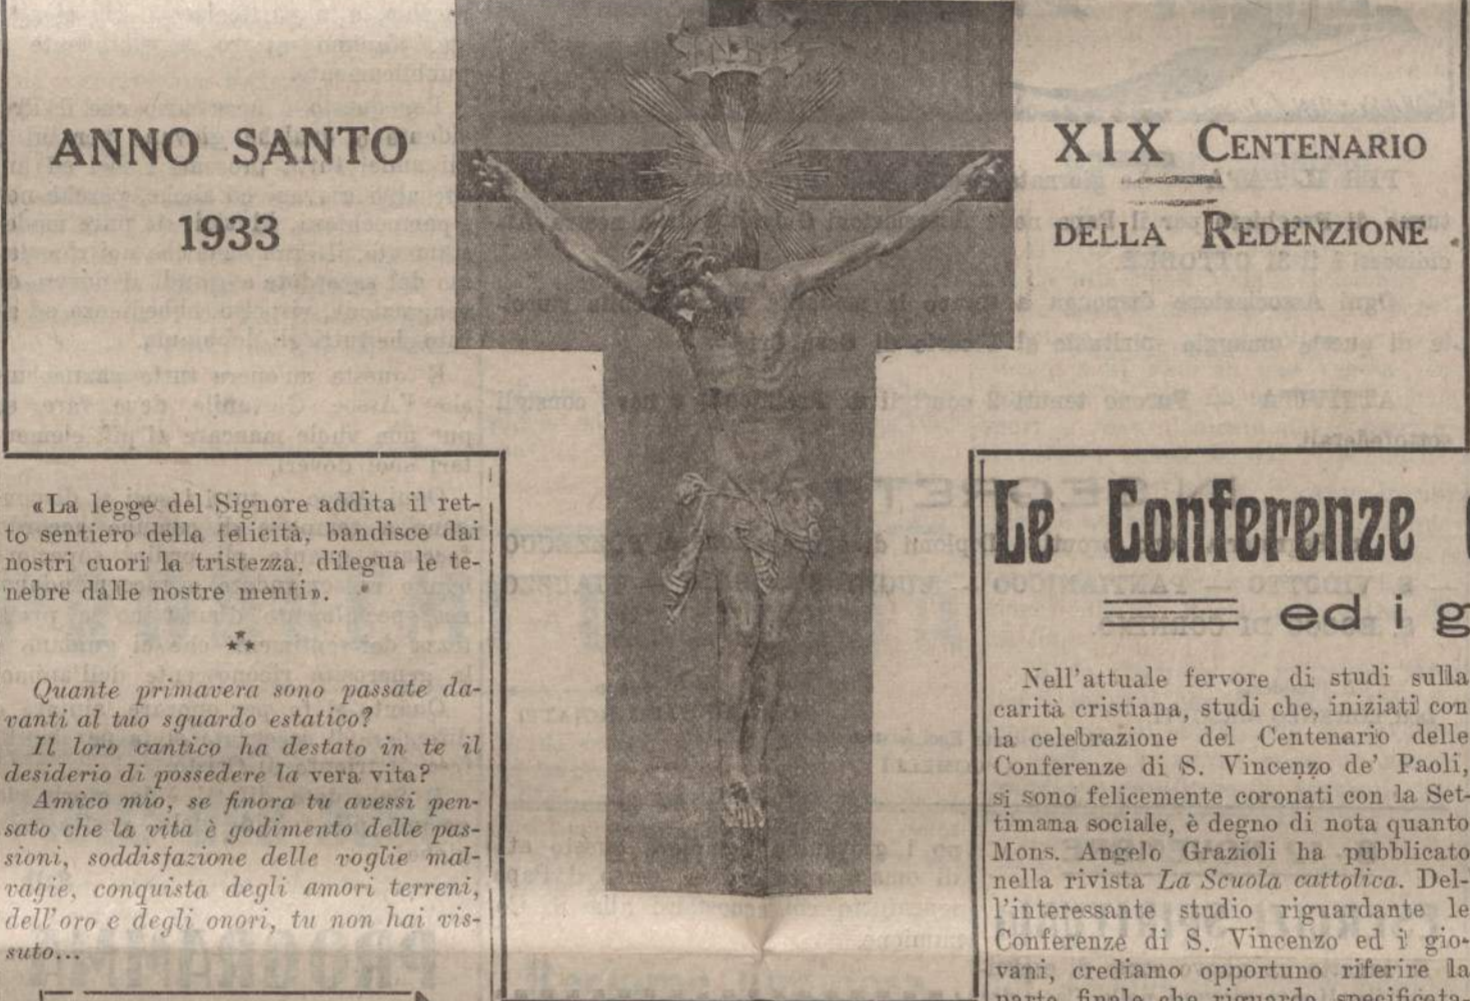 ANNO SANTO
1933
XIX CENTENARIO
DELLA REDENZIONE
«La legge del Signore addita il ret-
to sentiero della felicità, bandisce dai
nostri cuori la tristezza, dilegua le te-
nebre dalle nostre menti».
Quante primavera sono passate da-
vanti al tuo sguardo estatico?
Il loro cantico ha destato in te il
desiderio di possedere la vera vita?
Amico mio, se finora tu avessi pen-
sato che la vita è godimento delle pas-
sioni, soddisfazione delle voglie mal-
vagie, conquista degli amori terreni,
dell'oro e degli onori, tu non hai vis-
suto...
Le Conferenze
ed i g
Nell'attuale fervore di studi sulla
carità cristiana, studi che, iniziati con
la celebrazione del Centenario delle
Conferenze di S. Vincenzo de' Paoli,
si sono felicemente coronati con la Set-
timana sociale, è degno di nota quanto
Mons. Angelo Grazioli ha pubblicato
nella rivista La Scuola cattolica. Del-
l'interessante studio riguardante le
Conferenze di S. Vincenzo ed i gio-
vani, crediamo opportuno riferire la
parte finale che riguarda specificata-